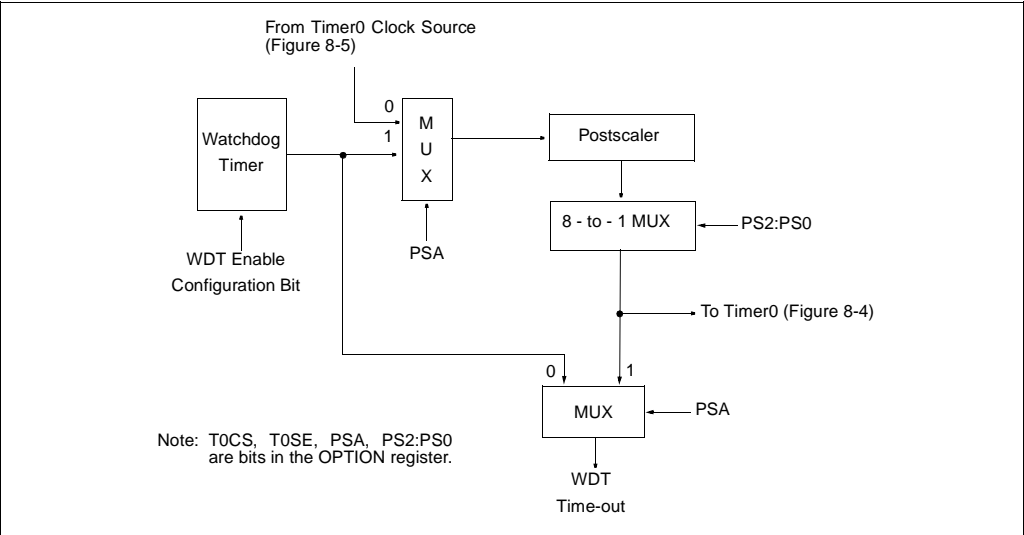 From Timer0 Clock Source
(Figure 8-5)
0
1
M
U
X
Watchdog
Timer
Postscaler
8 - to - 1 MUX
PS2:PS0
PSA
WDT Enable
Configuration Bit
To Timer0 (Figure 8-4)
0
1
MUX
PSA
Note: T0CS, T0SE, PSA, PS2:PS0
are bits in the OPTION register.
WDT
Time-out